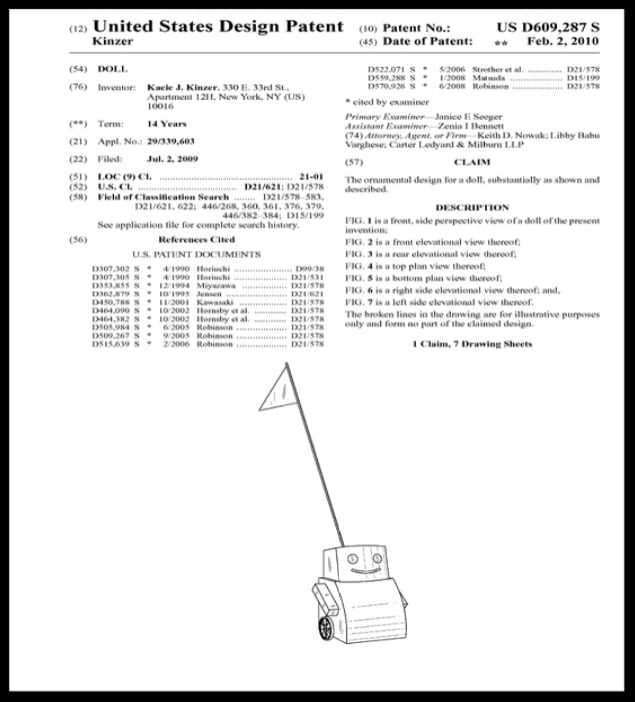 (12) United States Design Patent
Kinzer
(10) Patent No.: US D609,287 S
(45) Date of Patent: ** Feb. 2, 2010
(54) DOLL
(76) Inventor: Kacie J. Kinzer, 330 E. 33rd St.,
Apartment 12H, New York, NY (US)
10016
(**) Term: 14 Years
(21) Appl. No.: 29/339,603
(22) Filed: Jul. 2, 2009
(51) LOC (9) Cl. ................................ 21-01
(52) U.S. Cl. ........................ D21/621; D21/578
(58) Field of Classification Search ....... D21/578-583,
D21/621, 622; 446/268, 360, 361, 376, 379,
446/382-384; D15/199
See application file for complete search history.
(56) References Cited
U.S. PATENT DOCUMENTS
D307,302 S * 4/1990 Horiuchi ................ D99/38
D307,305 S * 4/1990 Horiuchi ................ D21/531
D353,855 S * 12/1994 Miyazawa ............ D21/578
D362,879 S * 10/1995 Jensen .................. D21/621
D450,788 S * 11/2001 Kawasaki ............. D21/578
D464,090 S * 10/2002 Hornsby et al. ......... D21/578
D464,382 S * 10/2002 Hornsby et al. ......... D21/578
D505,984 S * 6/2005 Robinson .............. D21/578
D509,267 S * 9/2005 Robinson .............. D21/578
D515,639 S * 2/2006 Robinson .............. D21/578
D522,071 S * 5/2006 Strother et al. ......... D21/578
D559,288 S * 1/2008 Matsuda ............... D15/199
D570,926 S * 6/2008 Robinson .............. D21/578
* cited by examiner
Primary Examiner—Janice E Seeger
Assistant Examiner—Zenia I Bennett
(74) Attorney, Agent, or Firm—Keith D. Nowak; Libby Babu
Varghese; Carter Ledyard & Milburn LLP
(57) CLAIM
The ornamental design for a doll, substantially as shown and
described.
DESCRIPTION
FIG. 1 is a front, side perspective view of a doll of the present
invention;
FIG. 2 is a front elevational view thereof;
FIG. 3 is a rear elevational view thereof;
FIG. 4 is a top plan view thereof;
FIG. 5 is a bottom plan view thereof;
FIG. 6 is a right side elevational view thereof; and,
FIG. 7 is a left side elevational view thereof.
The broken lines in the drawing are for illustrative purposes
only and form no part of the claimed design.
1 Claim, 7 Drawing Sheets